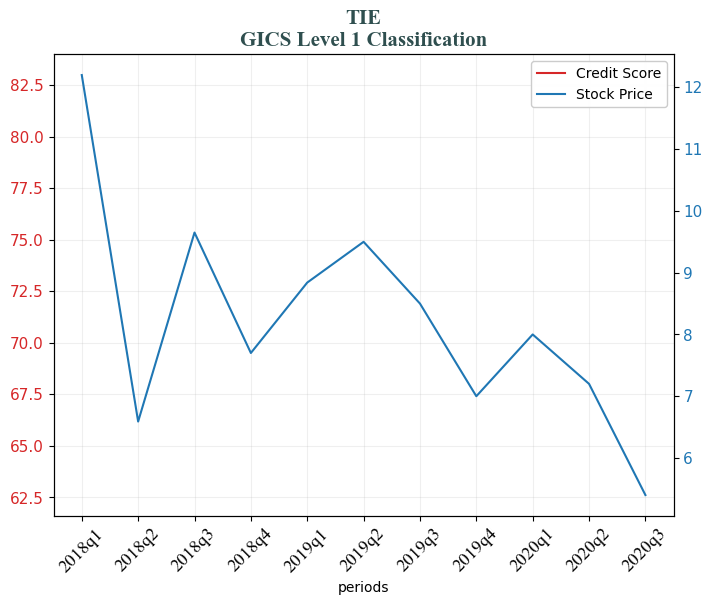 TIE
GICS Level 1 Classification
Credit Score
Stock Price
82.5
80.0
77.5
75.0
72.5
70.0
67.5
65.0
62.5
12
11
10
9
8
7
6
2018q1
2018q2
2018q3
2018q4
2019q1
2019q2
2019q3
2019q4
2020q1
2020q2
2020q3
periods